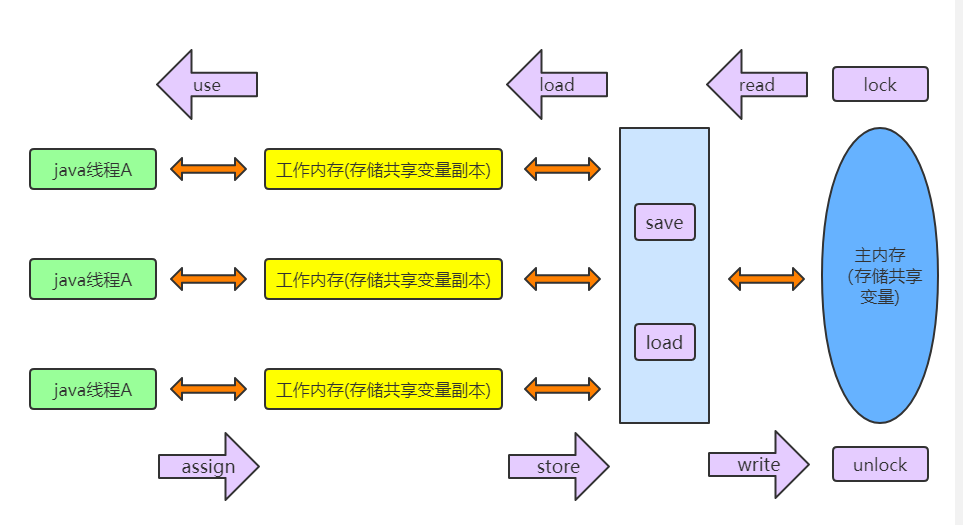 use
load
read
lock
java线程A
工作内存(存储共享变量副本)
save
java线程A
工作内存(存储共享变量副本)
主内存
(存储共享
变量)
load
java线程A
工作内存(存储共享变量副本)
assign
store
write
unlock